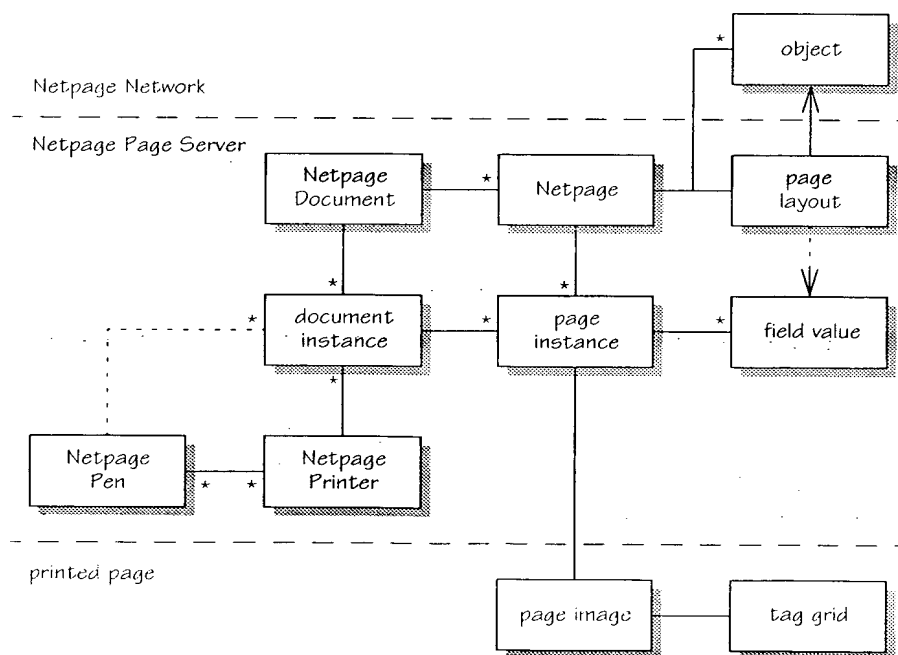 *
object
Netpage Network
Netpage Page Server
Netpage
Document
*
Netpage
page
layout
*
*
*
document
instance
*
page
instance
*
field value
*
Netpage
Pen
*
*
Netpage
Printer
printed page
page image
tag grid